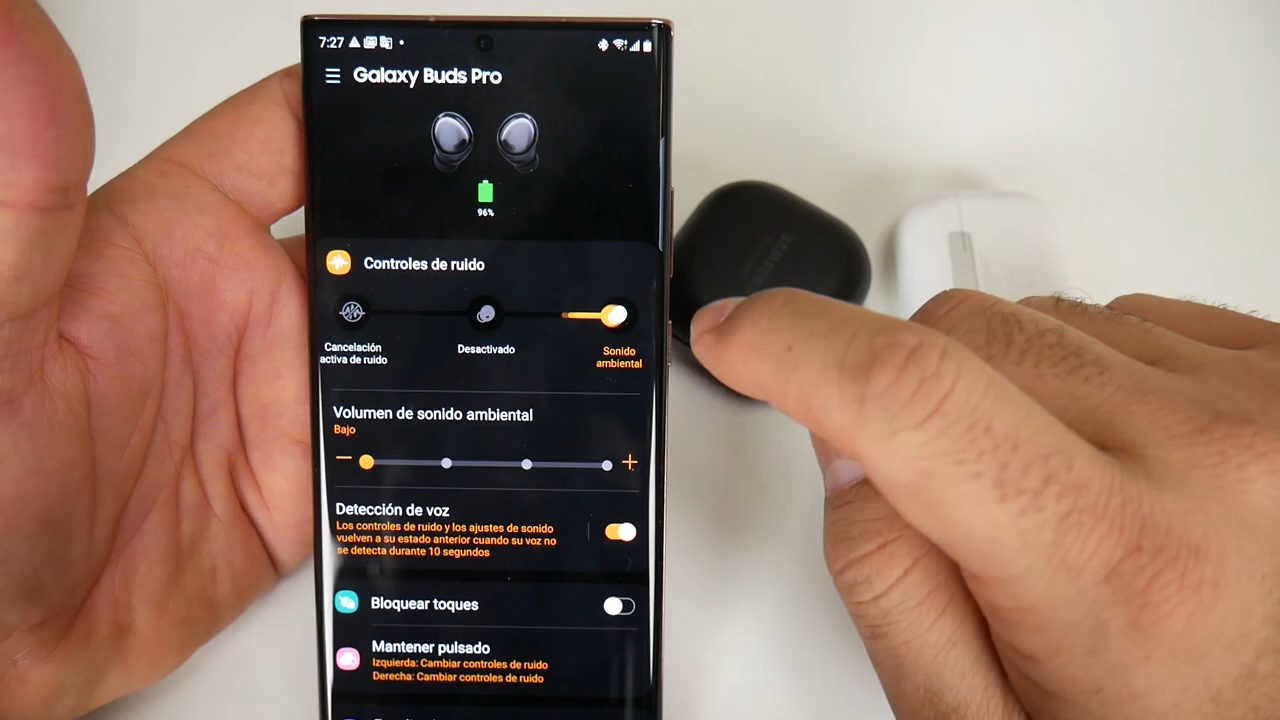 7:27
Galaxy Buds Pro
96%
Controles de ruido
Cancelación
activa de ruido
Desactivado
Sonido
ambiental
Volumen de sonido ambiental
Bajo
Detección de voz
Los controles de ruido y los ajustes de sonido
vuelven a su estado anterior cuando su voz no
se detecta durante 10 segundos
Bloquear toques
Mantener pulsado
Izquierda: Cambiar controles de ruido
Derecha: Cambiar controles de ruido
SAMSUNG